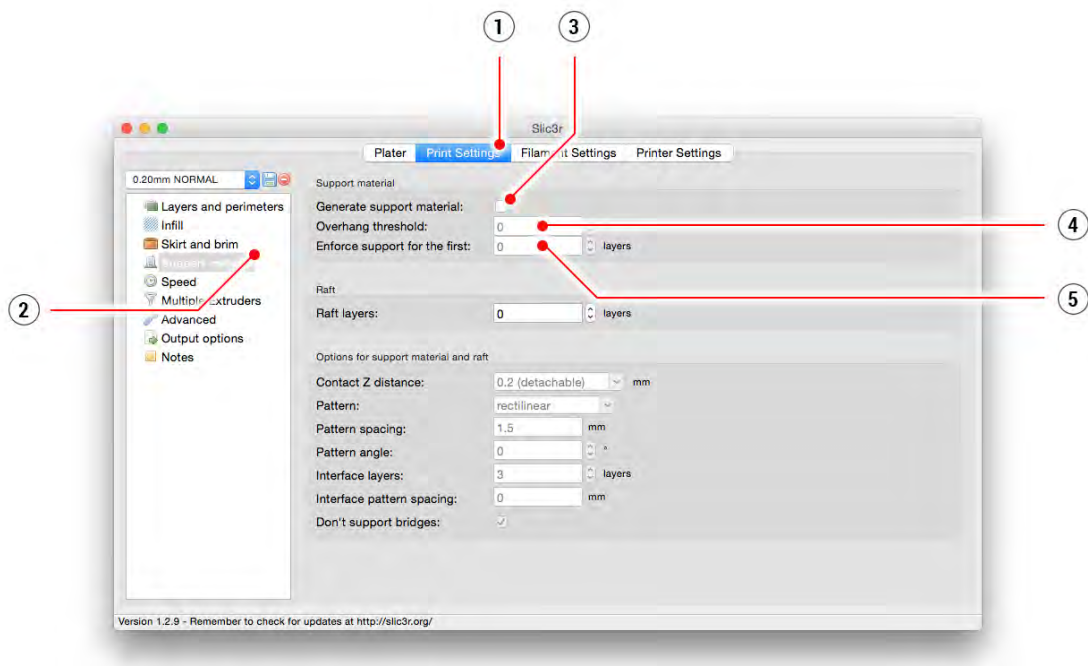 1 3
Slic3r
Plater Print Settings Filament Settings Printer Settings
0.20mm NORMAL
Layers and perimeters
Infill
Skirt and brim
Support
Speed
Multiple Extruders
Advanced
Output options
Notes
2
Support material
Generate support material:
Overhang threshold: 0
Enforce support for the first: 0 layers
4
5
Raft
Raft layers: 0 layers
Options for support material and raft
Contact Z distance: 0.2 (detachable) mm
Pattern: rectilinear
Pattern spacing: 1.5 mm
Pattern angle: 0 °
Interface layers: 3 layers
Interface pattern spacing: 0 mm
Don't support bridges:
Version 1.2.9 - Remember to check for updates at http://slic3r.org/